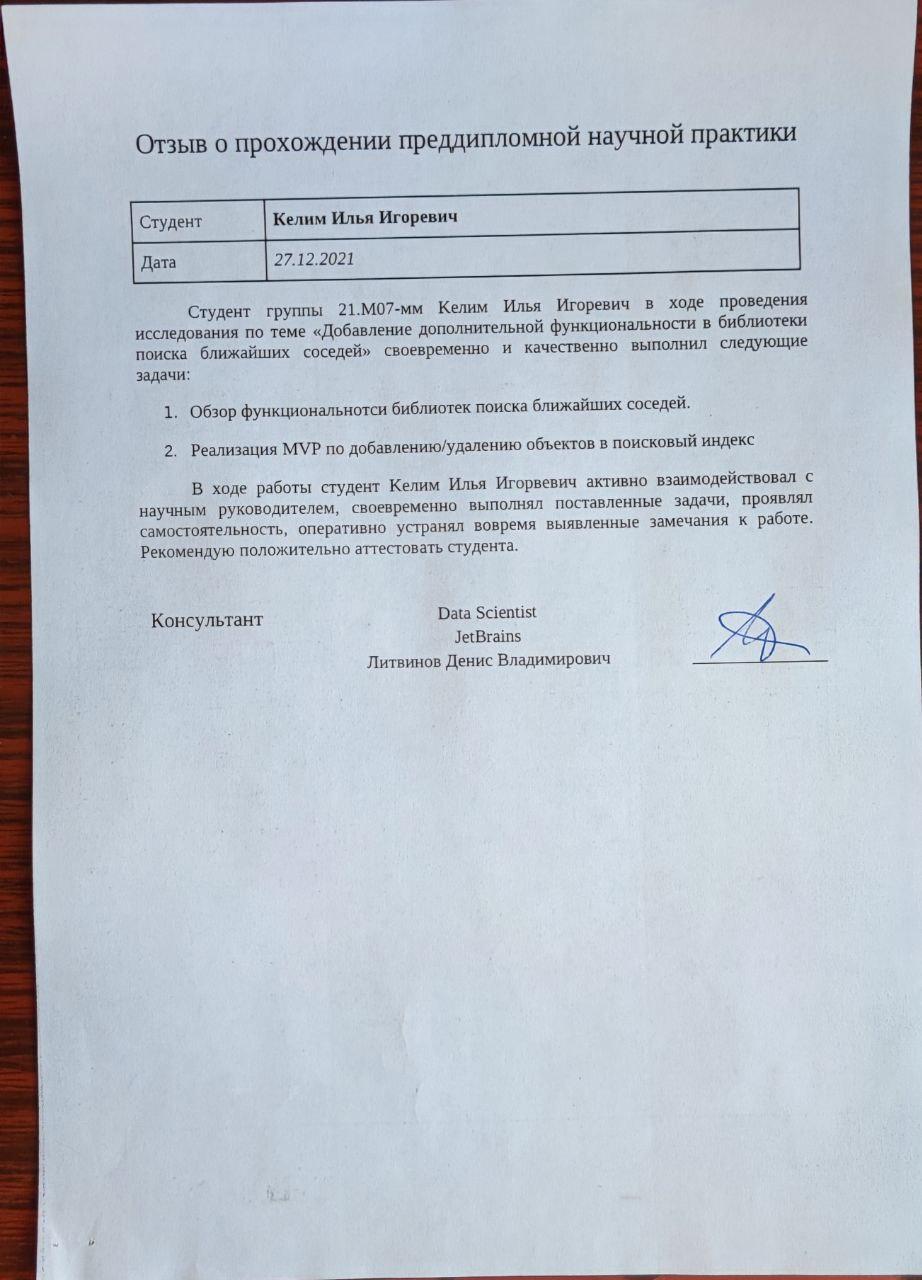 Отзыв о прохождении преддипломной научной практики
Студент Келим Илья Игоревич
Дата 27.12.2021
Студент группы 21.М07-мм Келим Илья Игоревич в ходе проведения
исследования по теме «Добавление дополнительной функциональности в библиотеки
поиска ближайших соседей» своевременно и качественно выполнил следующие
задачи:
1. Обзор функциональнотси библиотек поиска ближайших соседей.
2. Реализация MVP по добавлению/удалению объектов в поисковый индекс
В ходе работы студент Келим Илья Игорвевич активно взаимодействовал с
научным руководителем, своевременно выполнял поставленные задачи, проявлял
самостоятельность, оперативно устранял вовремя выявленные замечания к работе.
Рекомендую положительно аттестовать студента.
Консультант
Data Scientist
JetBrains
Литвинов Денис Владимирович